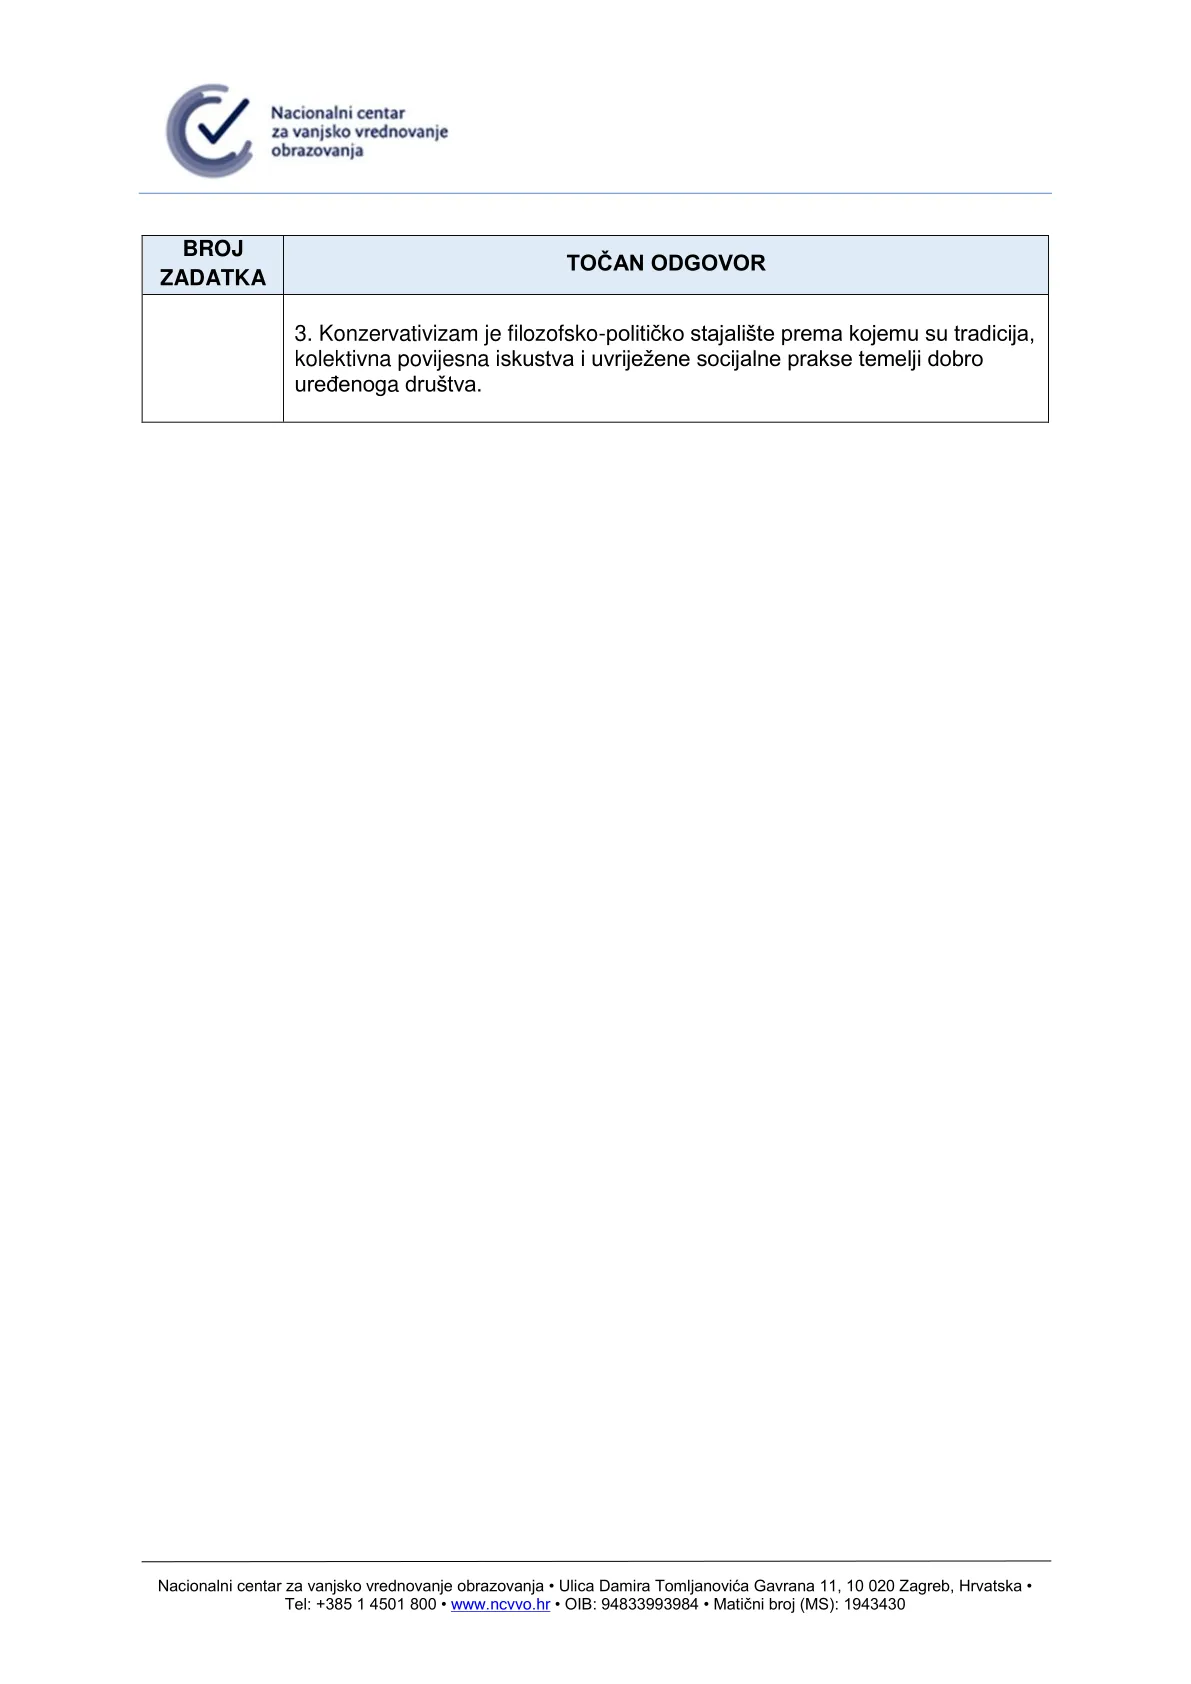 Nacionalni centar
za vanjsko vrednovanje
obrazovanja
BROJ
ZADATKA
TOČAN ODGOVOR
3. Konzervativizam je filozofsko-političko stajalište prema kojemu su tradicija,
kolektivna povijesna iskustva i uvriježene socijalne prakse temelji dobro
uređenoga društva.
Nacionalni centar za vanjsko vrednovanje obrazovanja • Ulica Damira Tomljanovića Gavrana 11, 10 020 Zagreb, Hrvatska •
Tel: +385 1 4501 800 • www.ncvvo.hr • OIB: 94833993984 • Matični broj (MS): 1943430